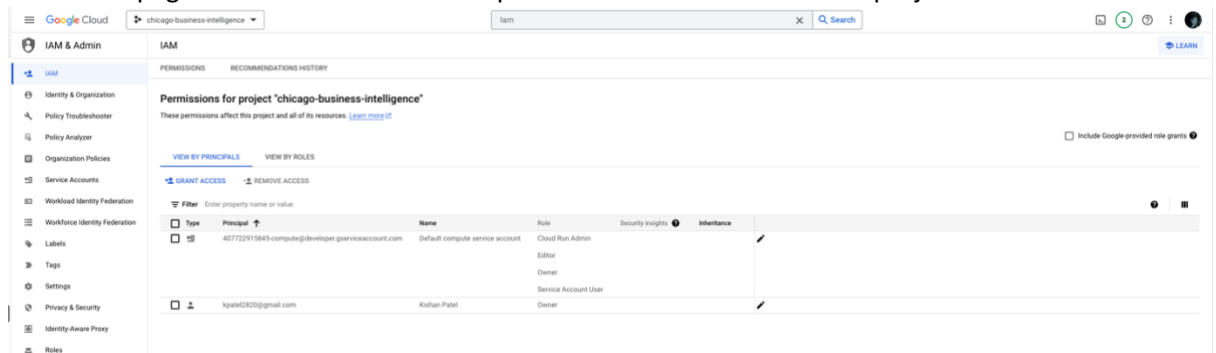 Google Cloud
chicago-business-intelligence
Iam
Search
2
IAM & Admin
IAM
LEARN
IAM
PERMISSIONS
RECOMMENDATIONS HISTORY
Identity & Organization
Policy Troubleshooter
Policy Analyzer
Organization Policies
Service Accounts
Workload Identity Federation
Workforce Identity Federation
Labels
Tags
Settings
Privacy & Security
Identity-Aware Proxy
Roles
Permissions for project "chicago-business-intelligence"
These permissions affect this project and all of its resources. Learn more
Include Google-provided role grants
VIEW BY PRINCIPALS
VIEW BY ROLES
GRANT ACCESS
REMOVE ACCESS
Filter Enter property name or value
Type Principal Name Role Security insights Inheritance
407722915845-compute@developer.gserviceaccount.com Default compute service account Cloud Run Admin
Editor
Owner
Service Account User
kpatel2820@gmail.com Kishan Patel Owner